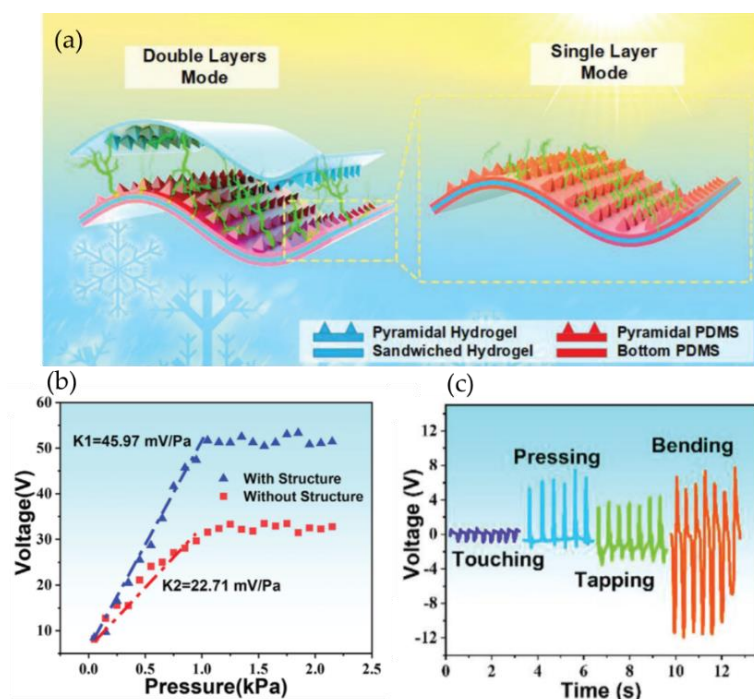 (a)
Double Layers
Mode
Single Layer
Mode
Pyramidal Hydrogel
Pyramidal PDMS
Sandwiched Hydrogel
Bottom PDMS
(b)
60
50
40
30
20
10
Voltage(V)
K1=45.97 mV/Pa
With Structure
Without Structure
K2=22.71 mV/Pa
0.0
0.5
1.0
1.5
2.0
2.5
Pressure(kPa)
(c)
12
8
4
0
-4
-8
-12
Voltage (V)
Touching
Pressing
Tapping
Bending
0
2
4
6
8
10
12
Time (s)